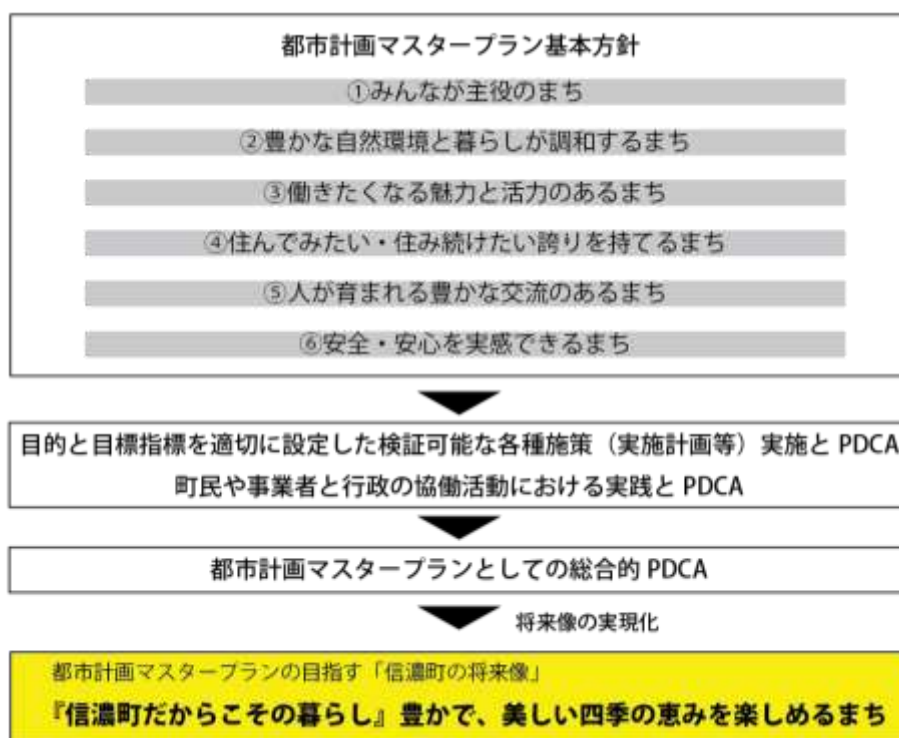 都市計画マスタープラン基本方針
①みんなが主役のまち
②豊かな自然環境と暮らしが調和するまち
③働きたくなる魅力と活力のあるまち
④住んでみたい・住み続けたい誇りを持てるまち
⑤人が育まれる豊かな交流のあるまち
⑥安全・安心を実感できるまち
目的と目標指標を適切に設定した検証可能な各種施策（実施計画等）実施と PDCA
町民や事業者と行政の協働活動における実践と PDCA
都市計画マスタープランとしての総合的 PDCA
将来像の実現化
都市計画マスタープランの目指す「信濃町の将来像」
『信濃町だからこその暮らし』豊かで、美しい四季の恵みを楽しめるまち